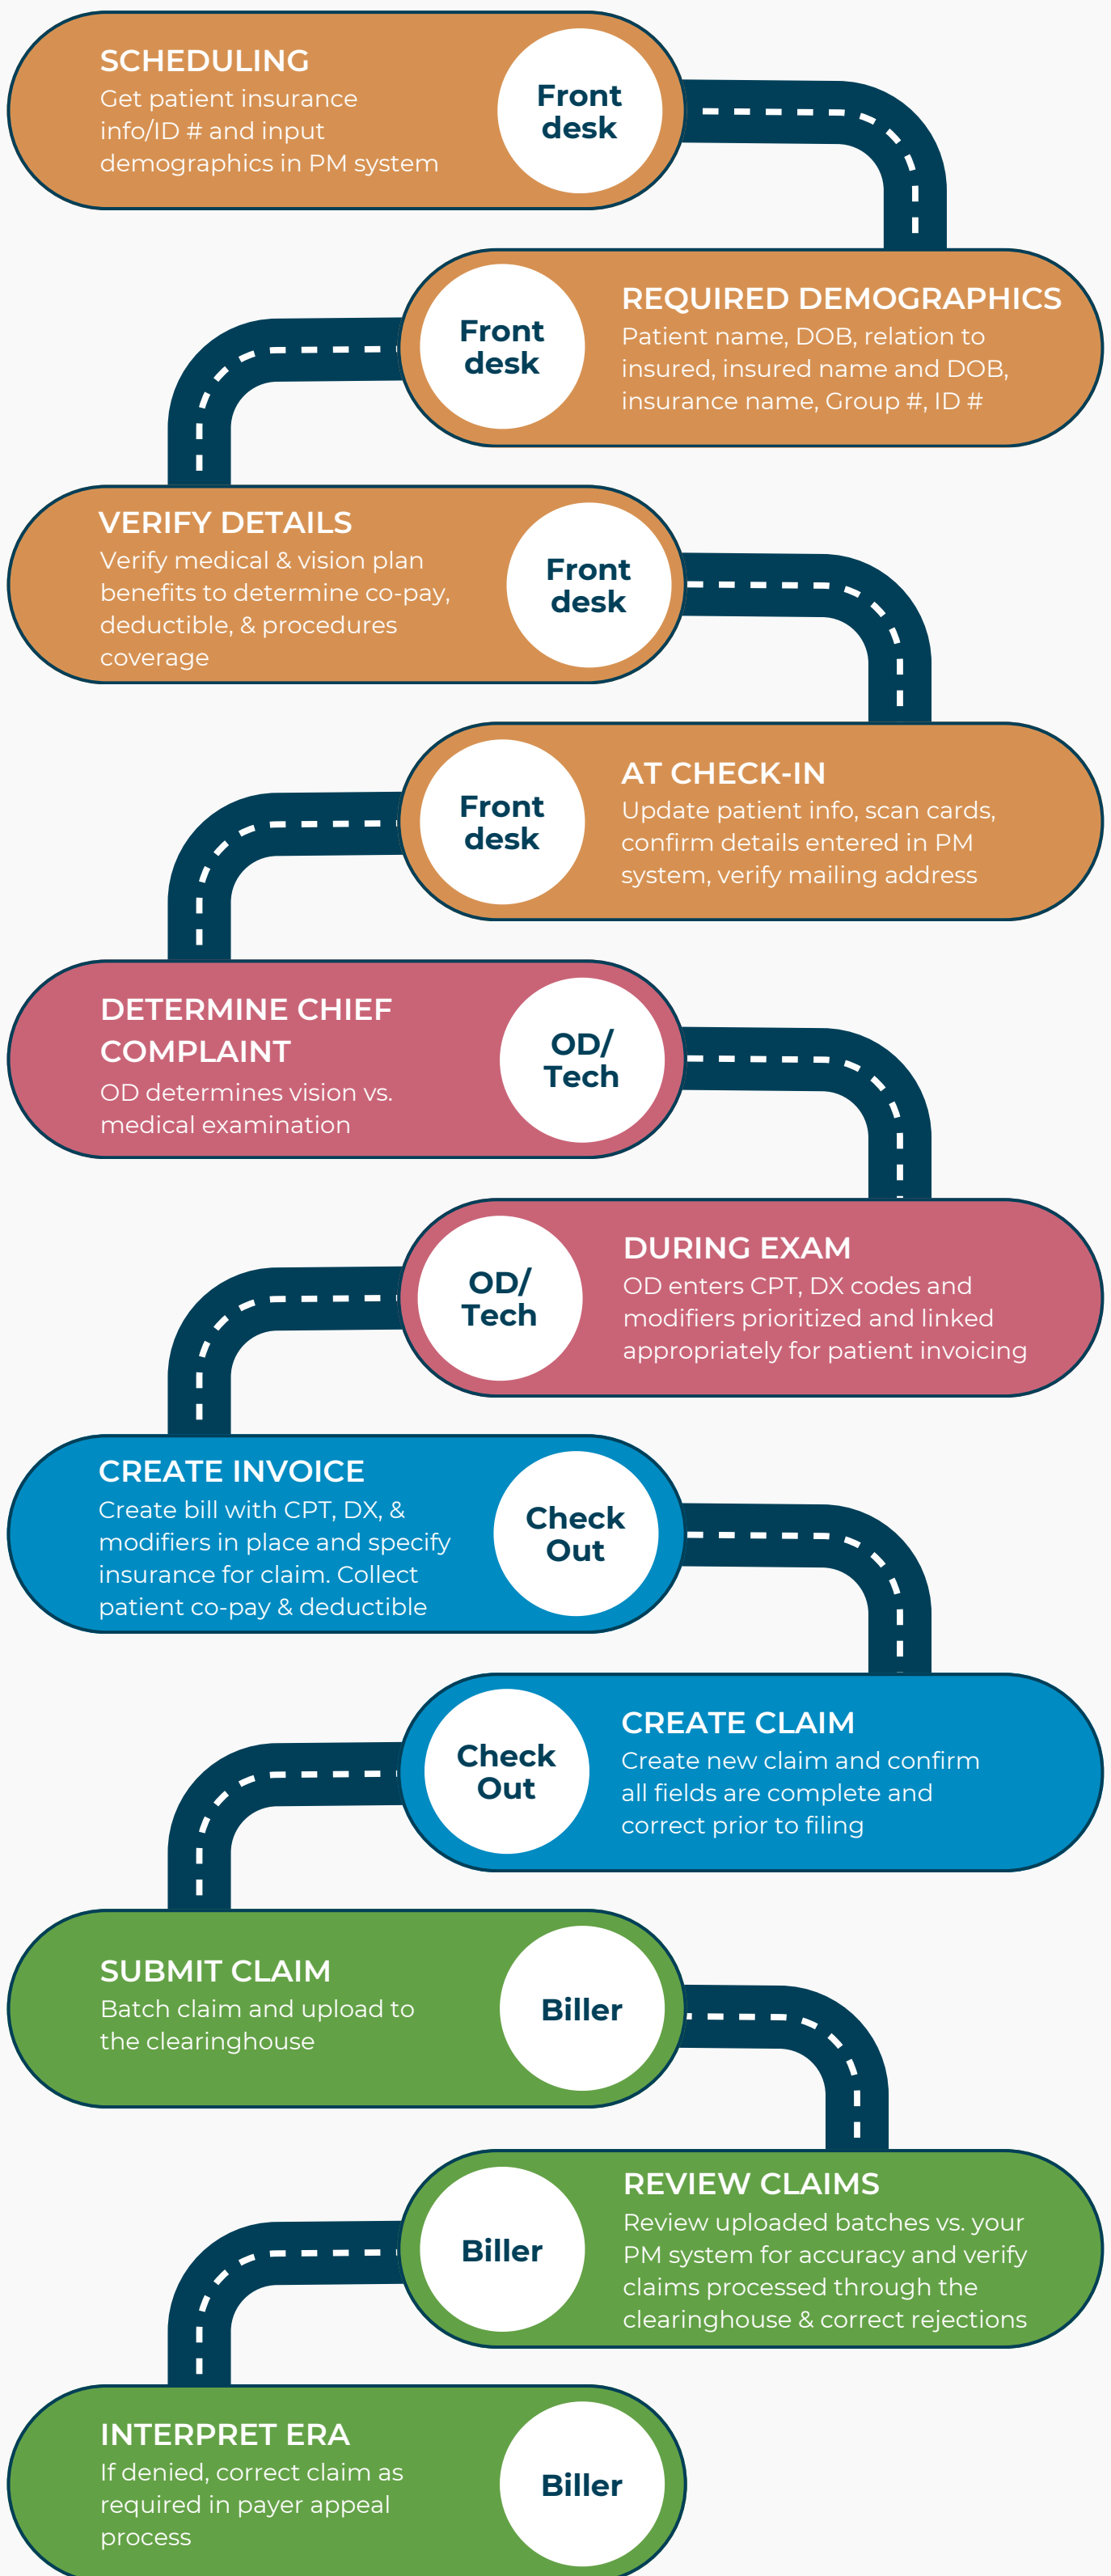 SCHEDULING
Get patient insurance
info/ID # and input
demographics in PM system
Front
desk
Front
desk
REQUIRED DEMOGRAPHICS
Patient name, DOB, relation to
insured, insured name and DOB,
insurance name, Group #, ID #
VERIFY DETAILS
Verify medical & vision plan
benefits to determine co-pay,
deductible, & procedures
coverage
Front
desk
Front
desk
AT CHECK-IN
Update patient info, scan cards,
confirm details entered in PM
system, verify mailing address
DETERMINE CHIEF
COMPLAINT
OD determines vision vs.
medical examination
OD/
Tech
OD/
Tech
DURING EXAM
OD enters CPT, DX codes and
modifiers prioritized and linked
appropriately for patient invoicing
CREATE INVOICE
Create bill with CPT, DX, &
modifiers in place and specify
insurance for claim. Collect
patient co-pay & deductible
Check
Out
Check
Out
CREATE CLAIM
Create new claim and confirm
all fields are complete and
correct prior to filing
SUBMIT CLAIM
Batch claim and upload to
the clearinghouse
Biller
Biller
REVIEW CLAIMS
Review uploaded batches vs. your
PM system for accuracy and verify
claims processed through the
clearinghouse & correct rejections
INTERPRET ERA
If denied, correct claim as
required in payer appeal
process
Biller